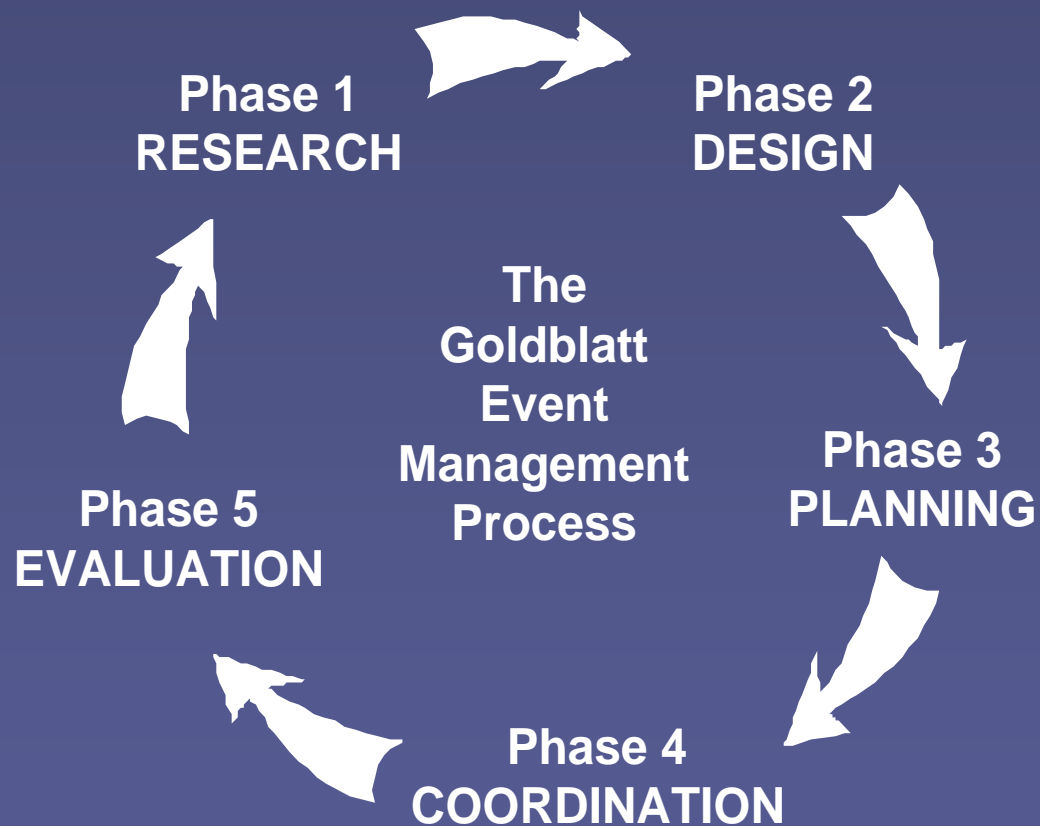 Phase 1
RESEARCH
Phase 2
DESIGN
The
Goldblatt
Event
Management
Process
Phase 3
PLANNING
Phase 5
EVALUATION
Phase 4
COORDINATION